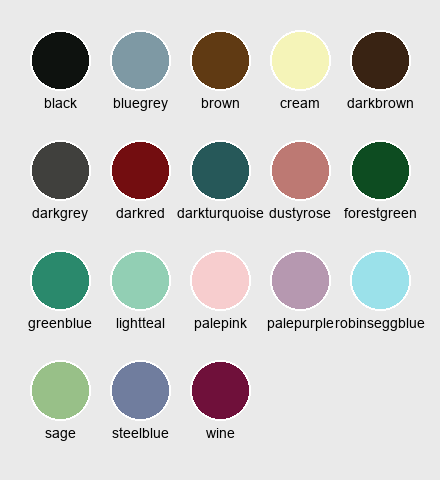 black bluegrey brown cream darkbrown
darkgrey darkred darkturquoise dustyrose forestgreen
greenblue lightteal palepink palepurple robinseggblue
sage steelblue wine